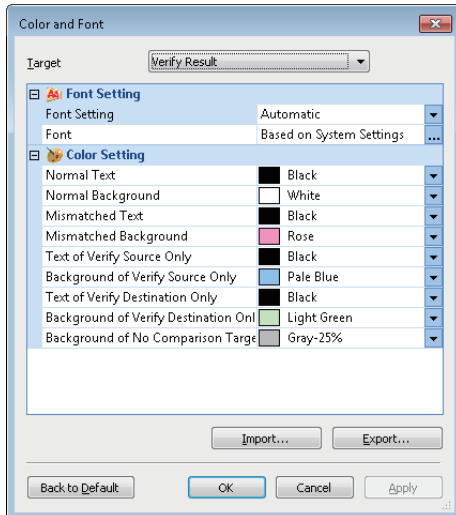 Color and Font
Target Verify Result
Font Setting
Font Setting Automatic
Font Based on System Settings ...
Color Setting
Normal Text Black
Normal Background White
Mismatched Text Black
Mismatched Background Rose
Text of Verify Source Only Black
Background of Verify Source Only Pale Blue
Text of Verify Destination Only Black
Background of Verify Destination Onl Light Green
Background of No Comparison Targe Gray-25%
Import... Export...
Back to Default OK Cancel Apply